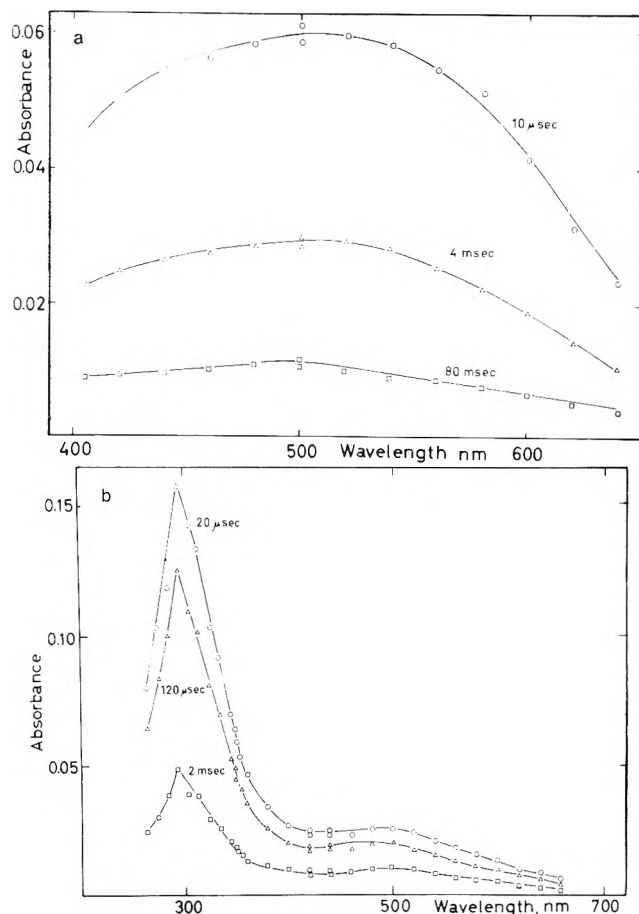 a
0.06
0.04
0.02
Absorbance
10 μsec
4 msec
80 msec
400
500
600
Wavelength nm
b
0.15
0.10
0.05
Absorbance
20 μsec
120 μsec
2 msec
300
500
700
Wavelength, nm